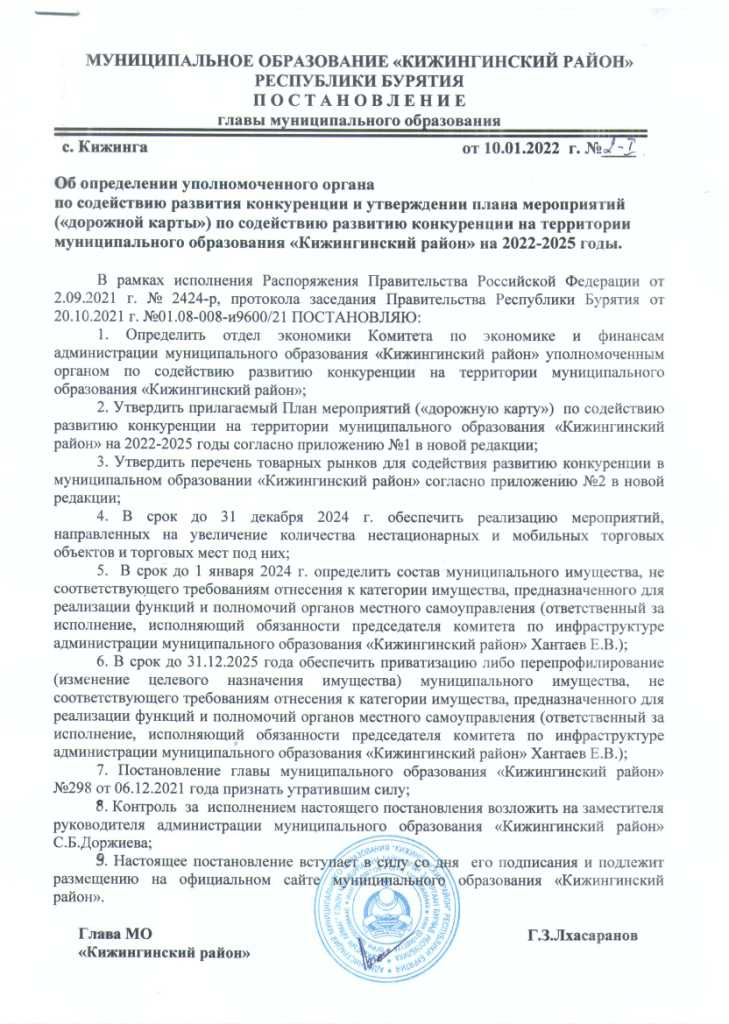 МУНИЦИПАЛЬНОЕ ОБРАЗОВАНИЕ «КИЖИНГИНСКИЙ РАЙОН»
РЕСПУБЛИКИ БУРЯТИЯ
П О С Т А Н О В Л Е Н И Е
главы муниципального образования
с. Кижинга от 10.01.2022 г. №2-I
Об определении уполномоченного органа
по содействию развития конкуренции и утверждении плана мероприятий
(«дорожной карты») по содействию развитию конкуренции на территории
муниципального образования «Кижингинский район» на 2022-2025 годы.
В рамках исполнения Распоряжения Правительства Российской Федерации от
2.09.2021 г. № 2424-р, протокола заседания Правительства Республики Бурятия от
20.10.2021 г. №01.08-008-и9600/21 ПОСТАНОВЛЯЮ:
1. Определить отдел экономики Комитета по экономике и финансам
администрации муниципального образования «Кижингинский район» уполномоченным
органом по содействию развитию конкуренции на территории муниципального
образования «Кижингинский район»;
2. Утвердить прилагаемый План мероприятий («дорожную карту») по содействию
развитию конкуренции на территории муниципального образования «Кижингинский
район» на 2022-2025 годы согласно приложению №1 в новой редакции;
3. Утвердить перечень товарных рынков для содействия развитию конкуренции в
муниципальном образовании «Кижингинский район» согласно приложению №2 в новой
редакции;
4. В срок до 31 декабря 2024 г. обеспечить реализацию мероприятий,
направленных на увеличение количества нестационарных и мобильных торговых
объектов и торговых мест под них;
5. В срок до 1 января 2024 г. определить состав муниципального имущества, не
соответствующего требованиям отнесения к категории имущества, предназначенного для
реализации функций и полномочий органов местного самоуправления (ответственный за
исполнение, исполняющий обязанности председателя комитета по инфраструктуре
администрации муниципального образования «Кижингинский район» Хантаев Е.В.);
6. В срок до 31.12.2025 года обеспечить приватизацию либо перепрофилирование
(изменение целевого назначения имущества) муниципального имущества, не
соответствующего требованиям отнесения к категории имущества, предназначенного для
реализации функций и полномочий органов местного самоуправления (ответственный за
исполнение, исполняющий обязанности председателя комитета по инфраструктуре
администрации муниципального образования «Кижингинский район» Хантаев Е.В.);
7. Постановление главы муниципального образования «Кижингинский район»
№298 от 06.12.2021 года признать утратившим силу;
8. Контроль за исполнением настоящего постановления возложить на заместителя
руководителя администрации муниципального образования «Кижингинский район»
С.Б.Доржиева;
9. Настоящее постановление вступает в силу со дня его подписания и подлежит
размещению на официальном сайте муниципального образования «Кижингинский
район».
Глава МО Г.З.Лхасаранов
«Кижингинский район»